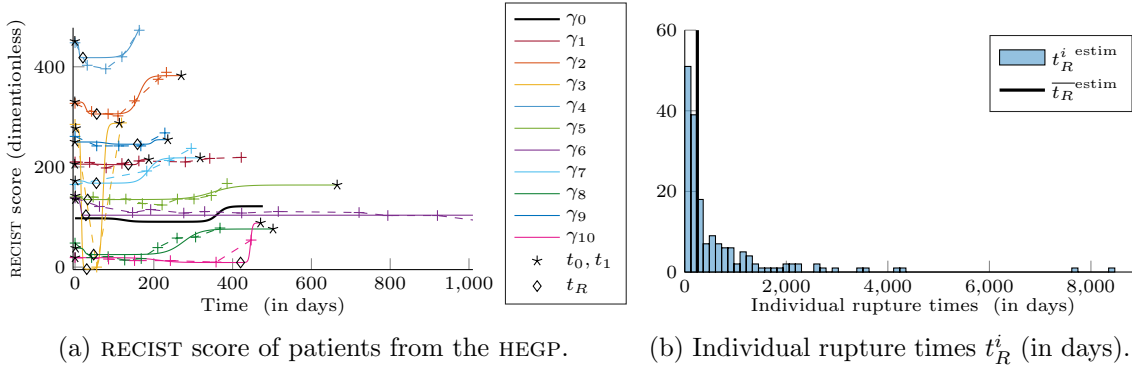 RECIST score (dimentionless)
400
200
0
0 200 400 600 800 1,000
Time (in days)
γ0
γ1
γ2
γ3
γ4
γ5
γ6
γ7
γ8
γ9
γ10
t0, t1
tR
(a) RECIST score of patients from the HEGP.
60
40
20
0
0 2,000 4,000 6,000 8,000
Individual rupture times (in days)
t_R^i estim
t̅_R̅ estim
(b) Individual rupture times t_R^i (in days).